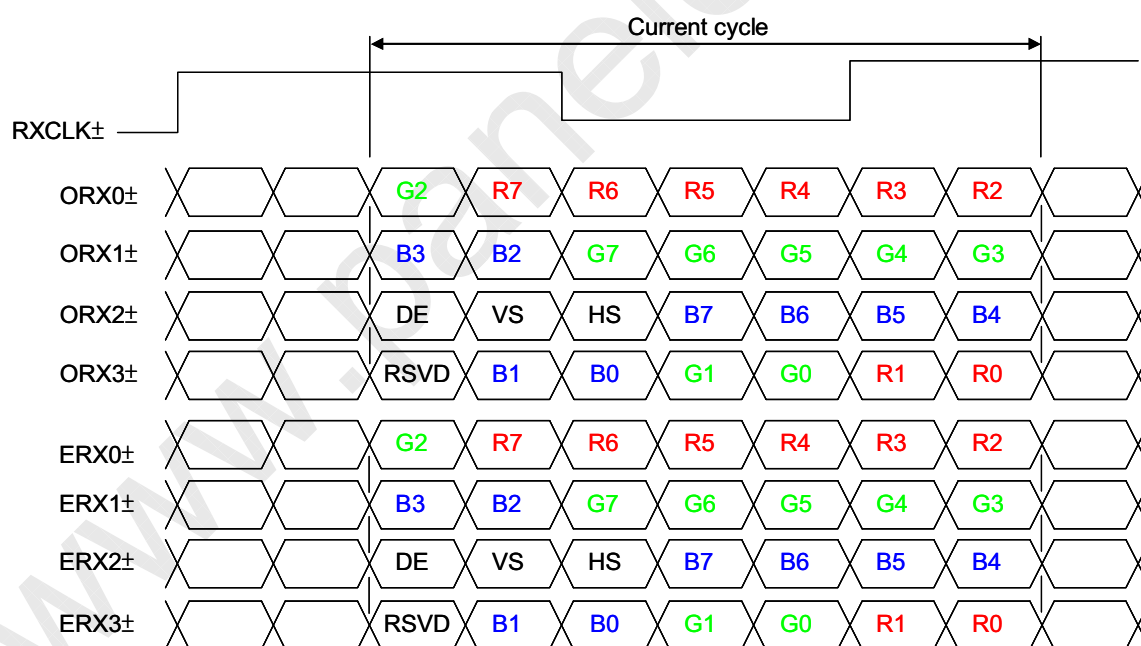 Current cycle
RXCLK±
ORX0± G2 R7 R6 R5 R4 R3 R2
ORX1± B3 B2 G7 G6 G5 G4 G3
ORX2± DE VS HS B7 B6 B5 B4
ORX3± RSVD B1 B0 G1 G0 R1 R0
ERX0± G2 R7 R6 R5 R4 R3 R2
ERX1± B3 B2 G7 G6 G5 G4 G3
ERX2± DE VS HS B7 B6 B5 B4
ERX3± RSVD B1 B0 G1 G0 R1 R0